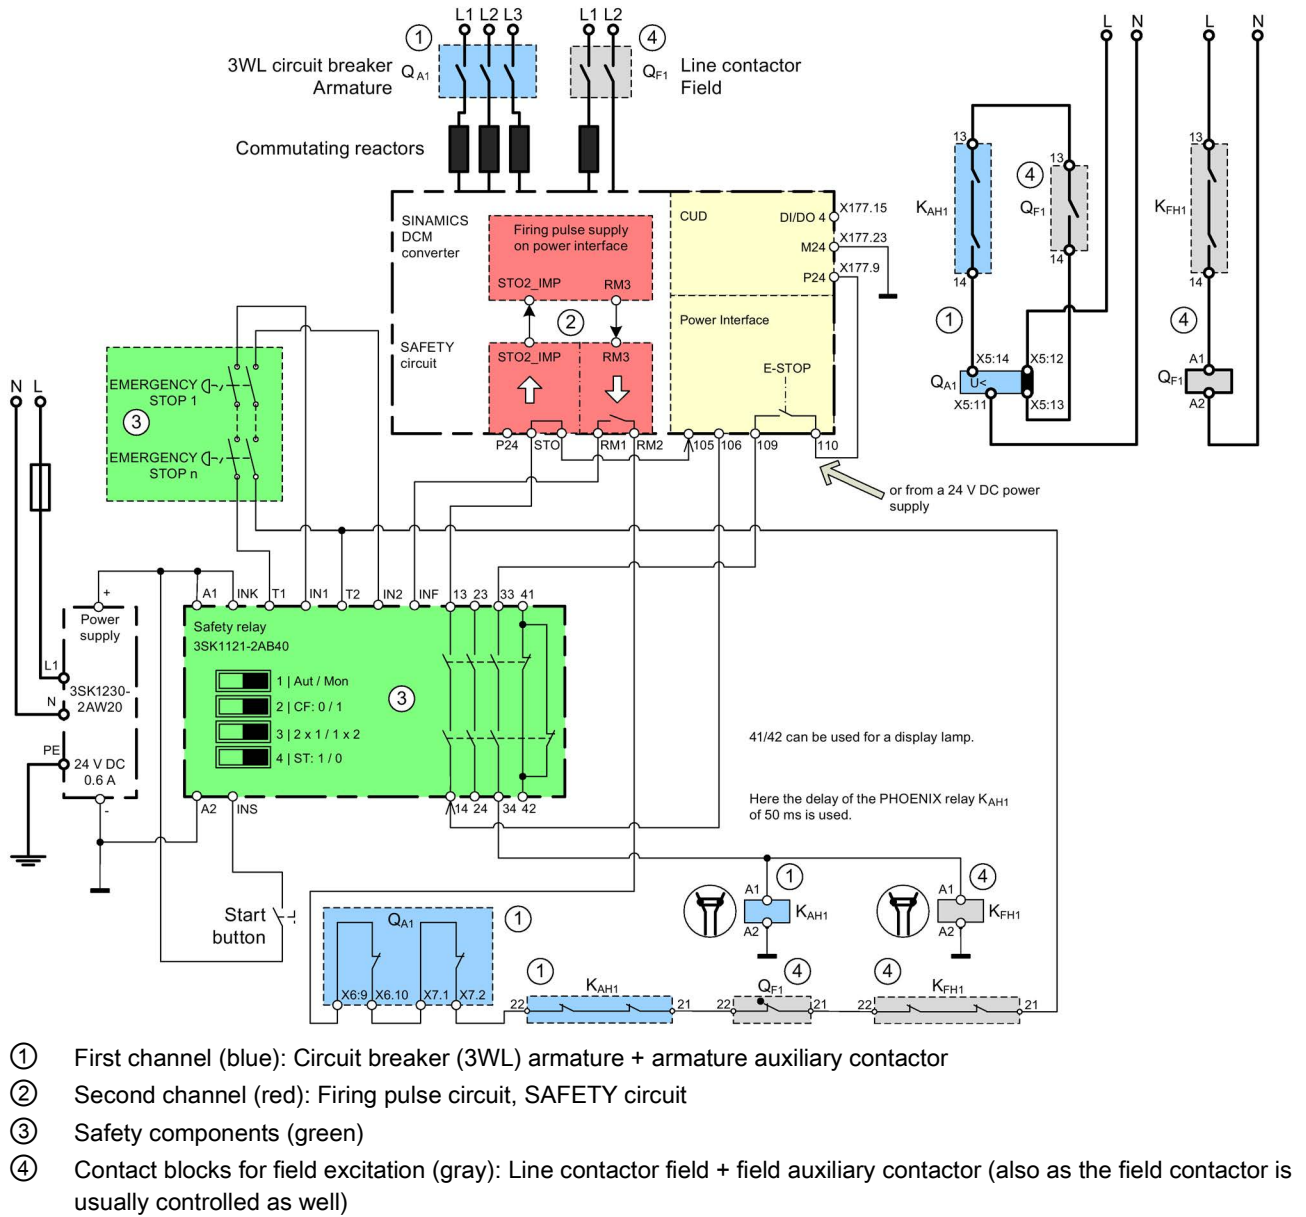 L1 L2 L3
L1 L2
L N
L N
1
4
3WL circuit breaker
Armature
QA1
QF1
Line contactor
Field
Commutating reactors
SINAMICS
DCM
converter
Firing pulse supply
on power interface
STO2_IMP RM3
2
SAFETY
circuit
STO2_IMP RM3
CUD
DI/DO 4
X177.15
M24
X177.23
P24
X177.9
Power Interface
E-STOP
P24 STO RM1 RM2 105 106 109 110
or from a 24 V DC power
supply
13
KAH1
14
1
13
4
QF1
14
X5:14 X5:12
QA1 U<
X5:11 X5:13
13
KFH1
14
4
A1
QF1
A2
EMERGENCY
STOP 1
3
EMERGENCY
STOP n
N L
+
Power
supply
L1
3SK1230-
2AW20
N
PE
24 V DC
0.6 A
-
A1 INK T1 IN1 T2 IN2 INF 13 23 33 41
Safety relay
3SK1121-2AB40
1 | Aut / Mon
2 | CF: 0 / 1
3 | 2 x 1 / 1 x 2
4 | ST: 1 / 0
3
A2 INS 14 24 34 42
41/42 can be used for a display lamp.
Here the delay of the PHOENIX relay KAH1
of 50 ms is used.
Start
button
1
A1
KAH1
A2
4
A1
KFH1
A2
QA1
1
X6:9 X6.10 X7.1 X7.2
1
KAH1
22 21
4
QF1
22 21
4
KFH1
22 21
1 First channel (blue): Circuit breaker (3WL) armature + armature auxiliary contactor
2 Second channel (red): Firing pulse circuit, SAFETY circuit
3 Safety components (green)
4 Contact blocks for field excitation (gray): Line contactor field + field auxiliary contactor (also as the field contactor is
usually controlled as well)